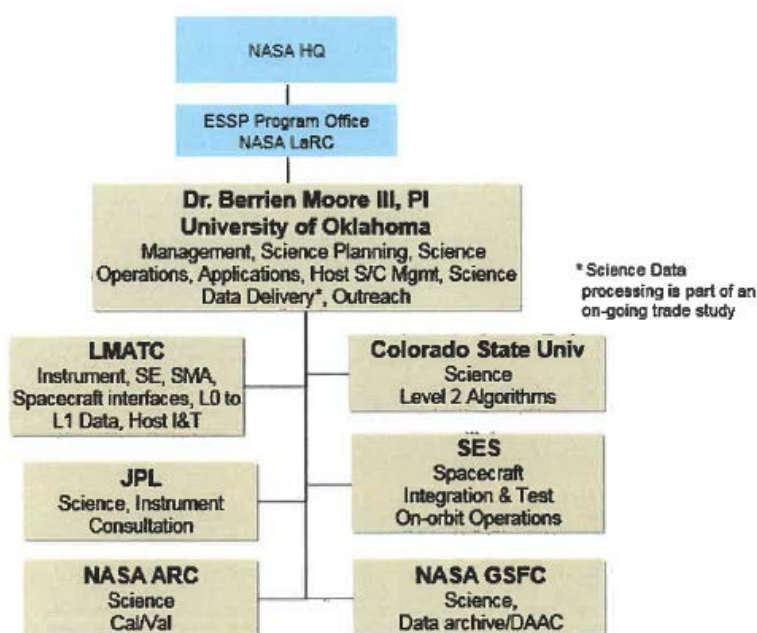 NASA HQ
ESSP Program Office
NASA LaRC
Dr. Berrien Moore III, PI
University of Oklahoma
Management, Science Planning, Science
Operations, Applications, Host S/C Mgmt, Science
Data Delivery*, Outreach
* Science Data
processing is part of an
on-going trade study
LMATC
Instrument, SE, SMA,
Spacecraft interfaces, L0 to
L1 Data, Host I&T
Colorado State Univ
Science
Level 2 Algorithms
JPL
Science, Instrument
Consultation
SES
Spacecraft
Integration & Test
On-orbit Operations
NASA ARC
Science
Cal/Val
NASA GSFC
Science,
Data archive/DAAC